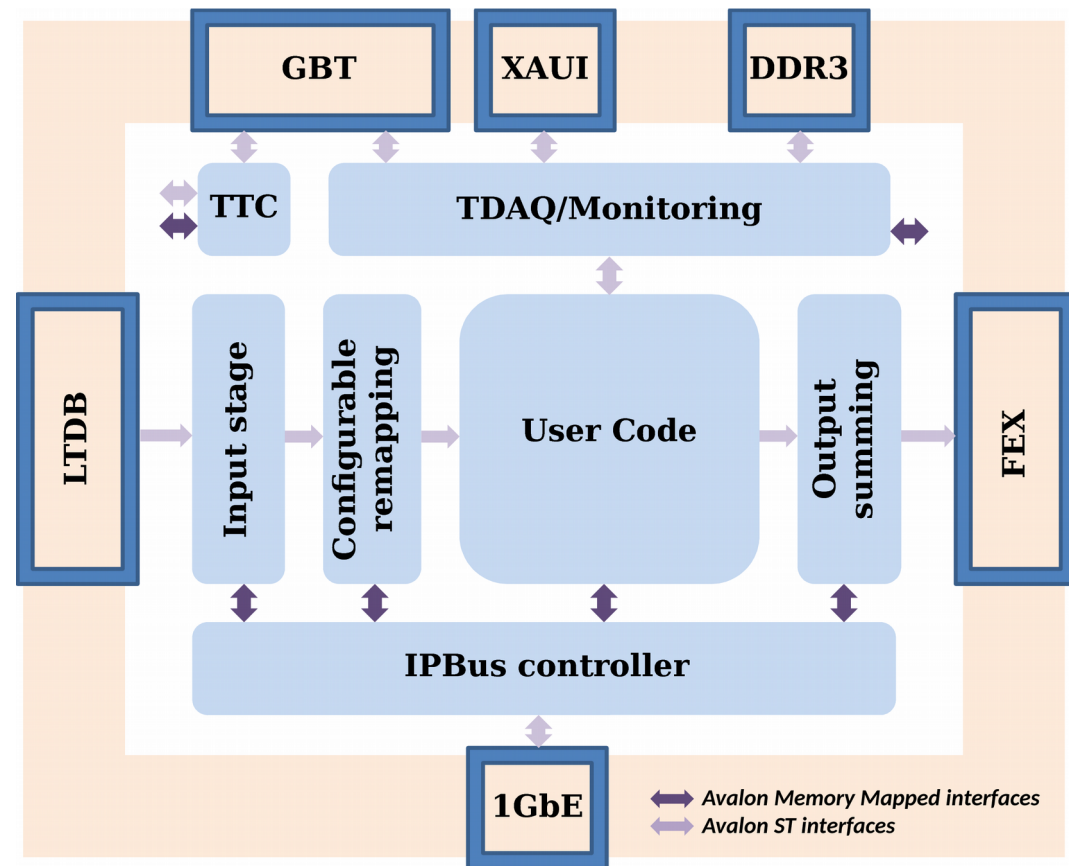 GBT
XAUI
DDR3
TTC
TDAQ/Monitoring
LTDB
Input stage
Configurable
remapping
User Code
Output
summing
FEX
IPBus controller
1GbE
Avalon Memory Mapped interfaces
Avalon ST interfaces